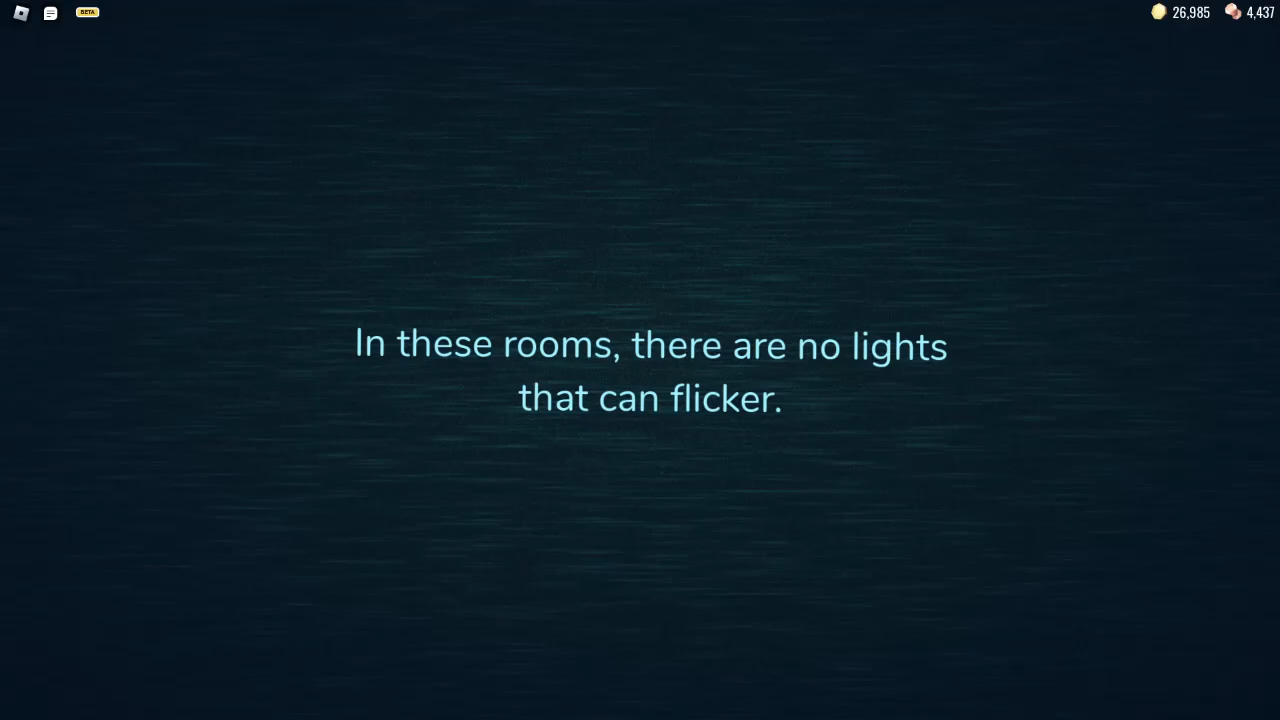 BETA
26,985
4,437
In these rooms, there are no lights
that can flicker.